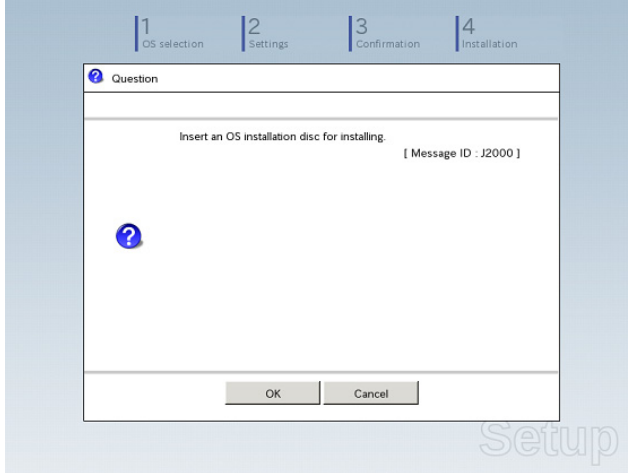 1
OS selection
2
Settings
3
Confirmation
4
Installation
Question
Insert an OS installation disc for installing.
[ Message ID : J2000 ]
OK
Cancel
Setup